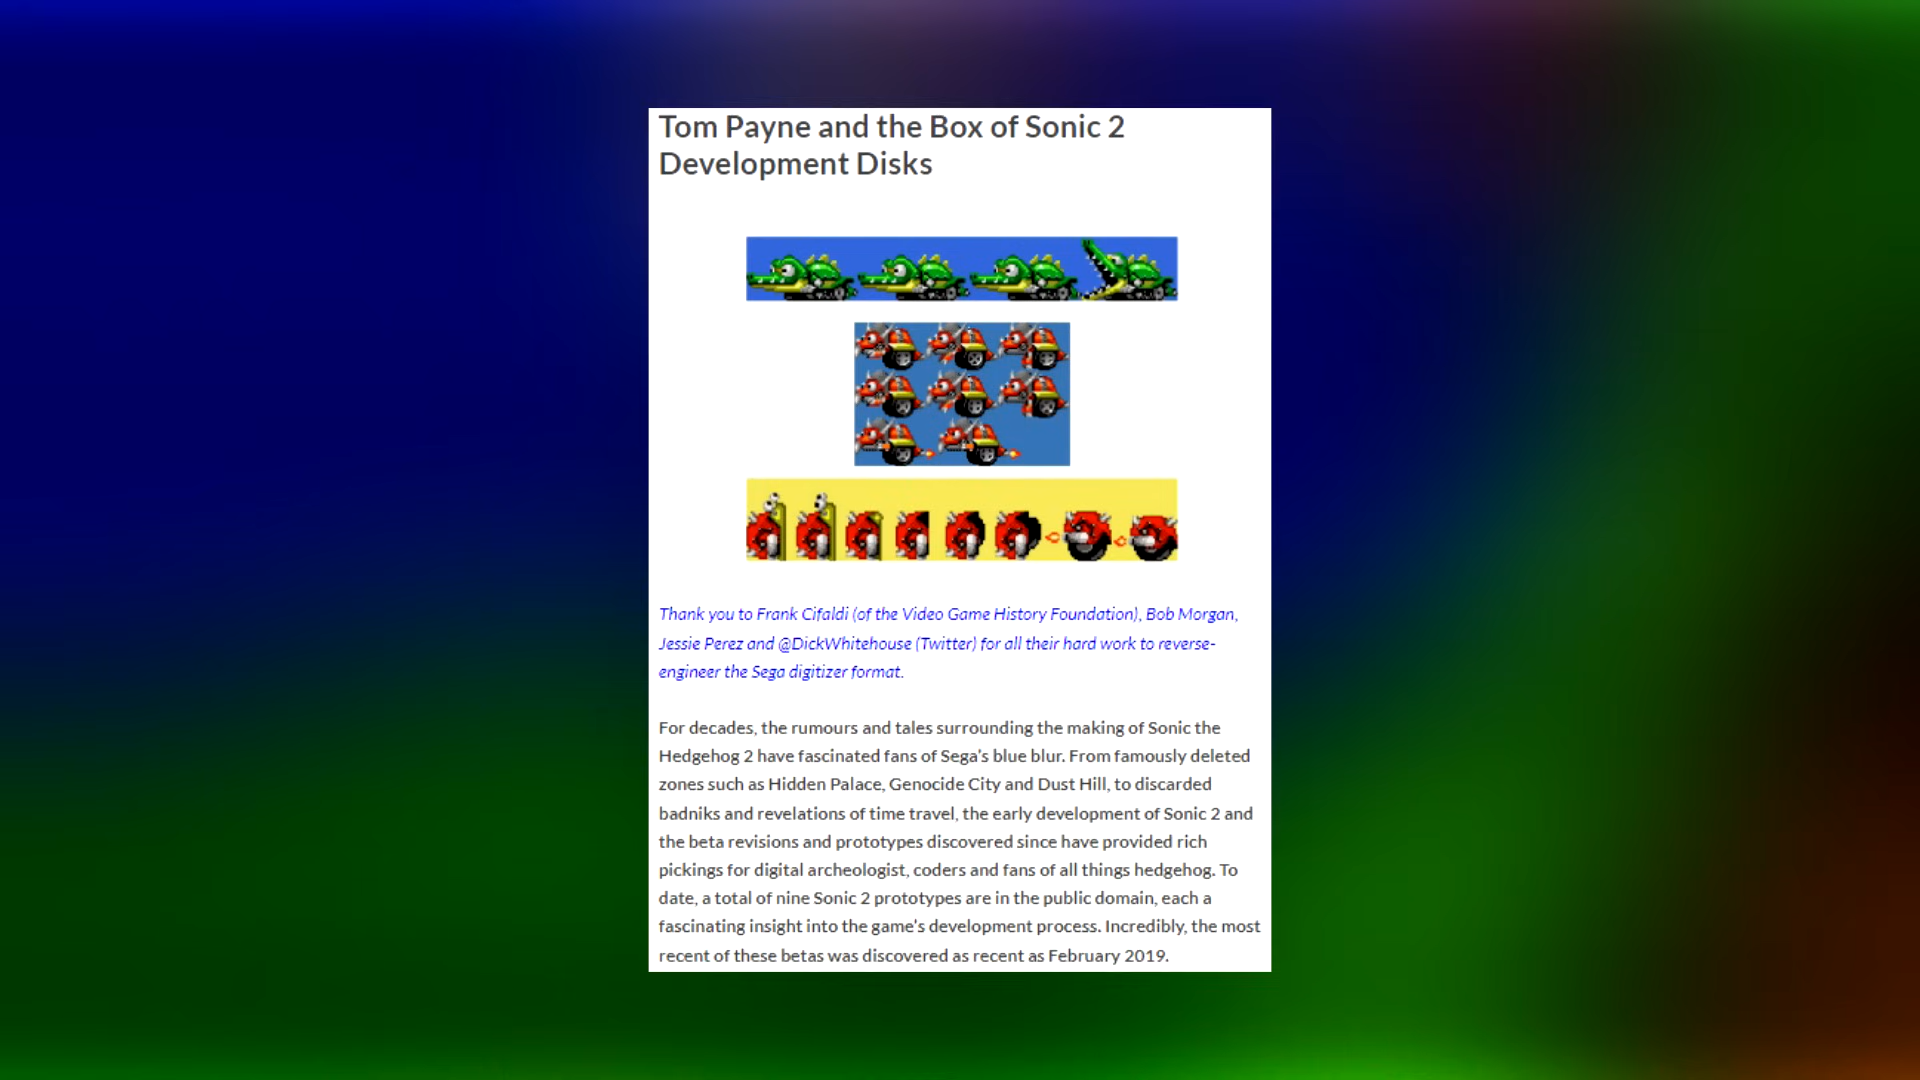 Tom Payne and the Box of Sonic 2
Development Disks
Thank you to Frank Cifaldi (of the Video Game History Foundation), Bob Morgan,
Jessie Perez and @DickWhitehouse (Twitter) for all their hard work to reverse-
engineer the Sega digitizer format.
For decades, the rumours and tales surrounding the making of Sonic the
Hedgehog 2 have fascinated fans of Sega's blue blur. From famously deleted
zones such as Hidden Palace, Genocide City and Dust Hill, to discarded
badniks and revelations of time travel, the early development of Sonic 2 and
the beta revisions and prototypes discovered since have provided rich
pickings for digital archeologist, coders and fans of all things hedgehog. To
date, a total of nine Sonic 2 prototypes are in the public domain, each a
fascinating insight into the game's development process. Incredibly, the most
recent of these betas was discovered as recent as February 2019.